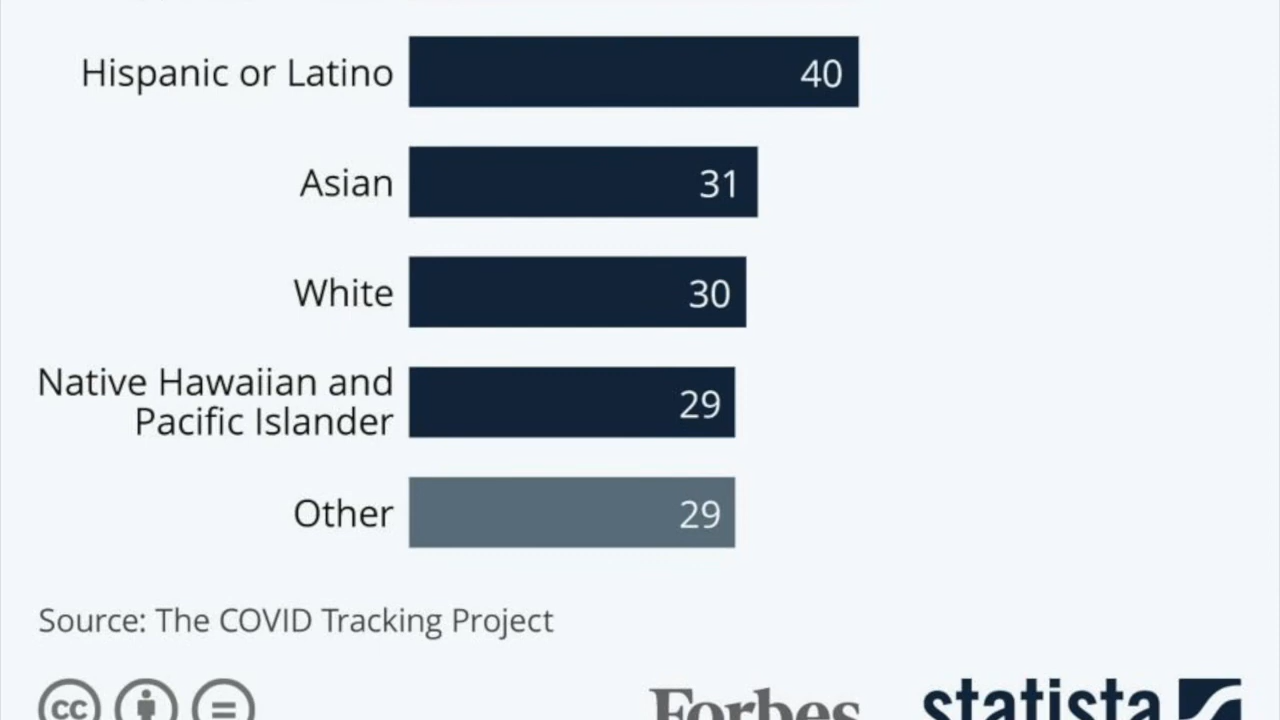 Hispanic or Latino 40
Asian 31
White 30
Native Hawaiian and
Pacific Islander 29
Other 29
Source: The COVID Tracking Project
cc
Forbes statista